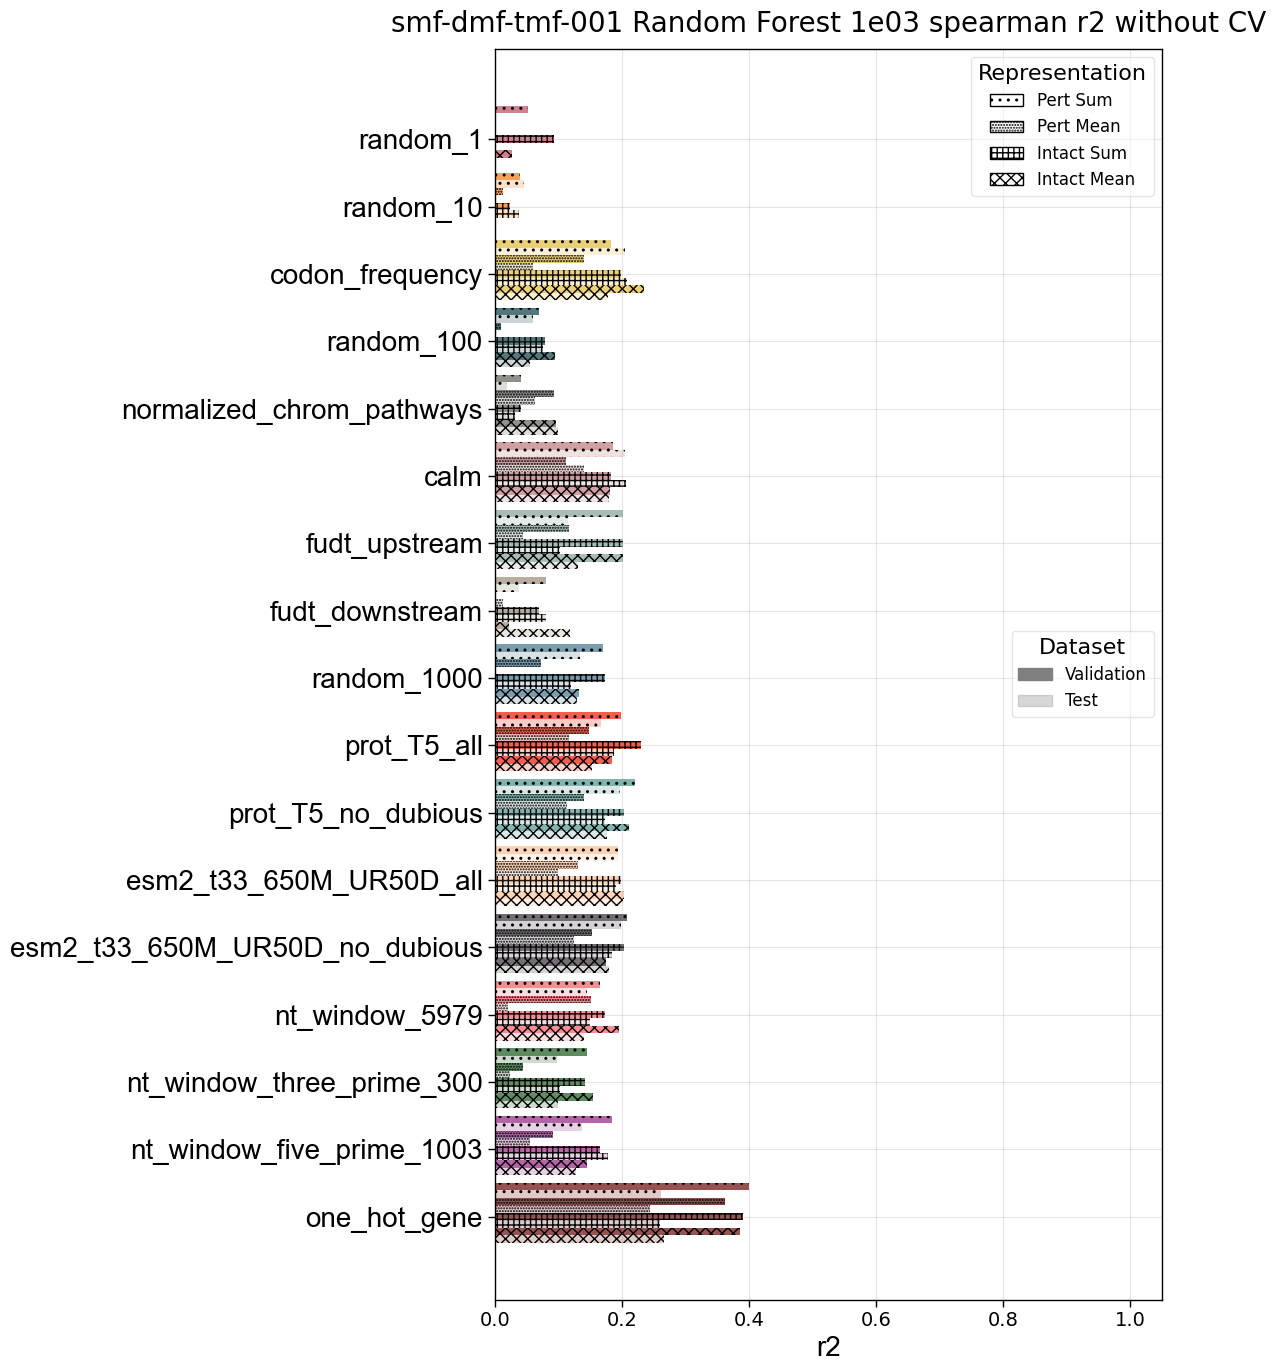 smf-dmf-tmf-001 Random Forest 1e03 spearman r2 without CV
Representation
Pert Sum
Pert Mean
Intact Sum
Intact Mean
random_1
random_10
codon_frequency
random_100
normalized_chrom_pathways
calm
fudt_upstream
fudt_downstream
Dataset
Validation
Test
random_1000
prot_T5_all
prot_T5_no_dubious
esm2_t33_650M_UR50D_all
esm2_t33_650M_UR50D_no_dubious
nt_window_5979
nt_window_three_prime_300
nt_window_five_prime_1003
one_hot_gene
0.0 0.2 0.4 0.6 0.8 1.0
r2